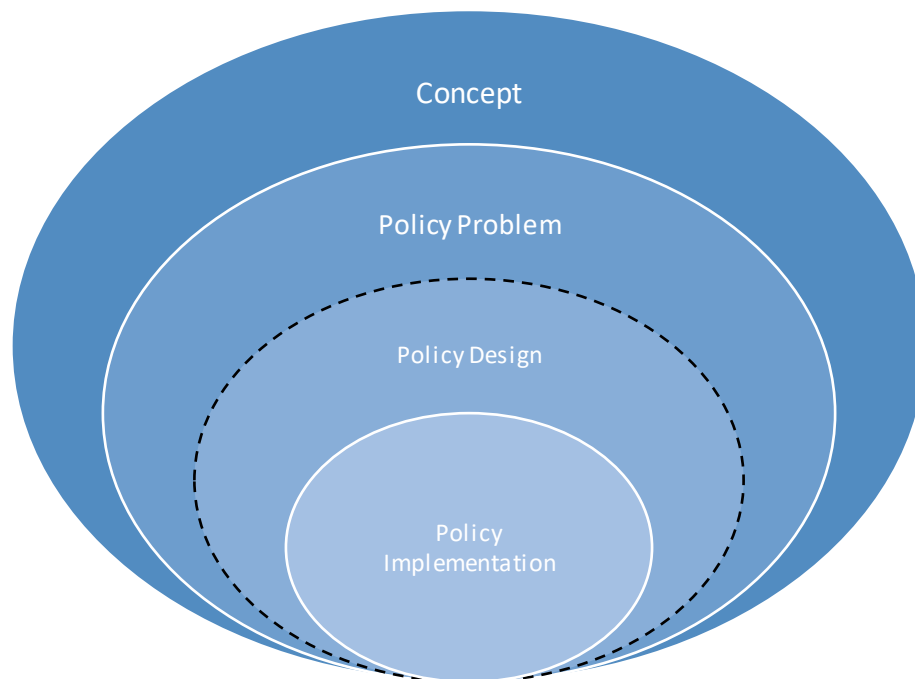 Concept
Policy Problem
Policy Design
Policy
Implementation